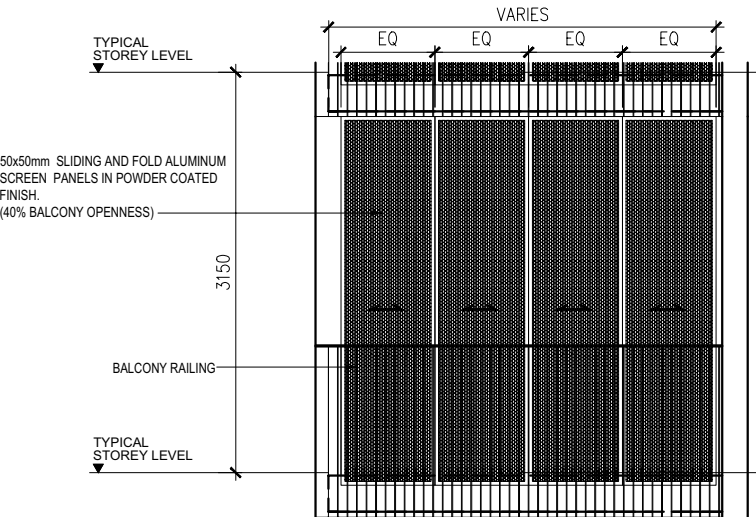 VARIES
EQ EQ EQ EQ
TYPICAL
STOREY LEVEL
50x50mm SLIDING AND FOLD ALUMINUM
SCREEN PANELS IN POWDER COATED
FINISH.
(40% BALCONY OPENNESS)
3150
BALCONY RAILING
TYPICAL
STOREY LEVEL